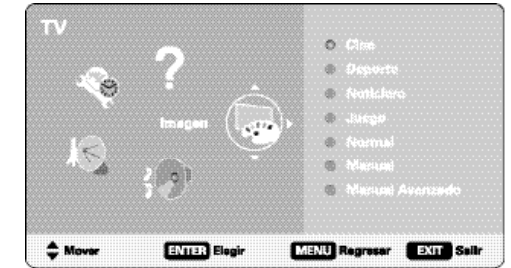 TV
?
Imagen
Cine
Deporte
Noticiero
Juego
Normal
Manual
Manual Avanzado
Mover
ENTER Elegir
MENU Regresar
EXIT Salir